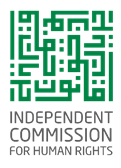 INDEPENDENT
COMMISSION
FOR HUMAN RIGHTS